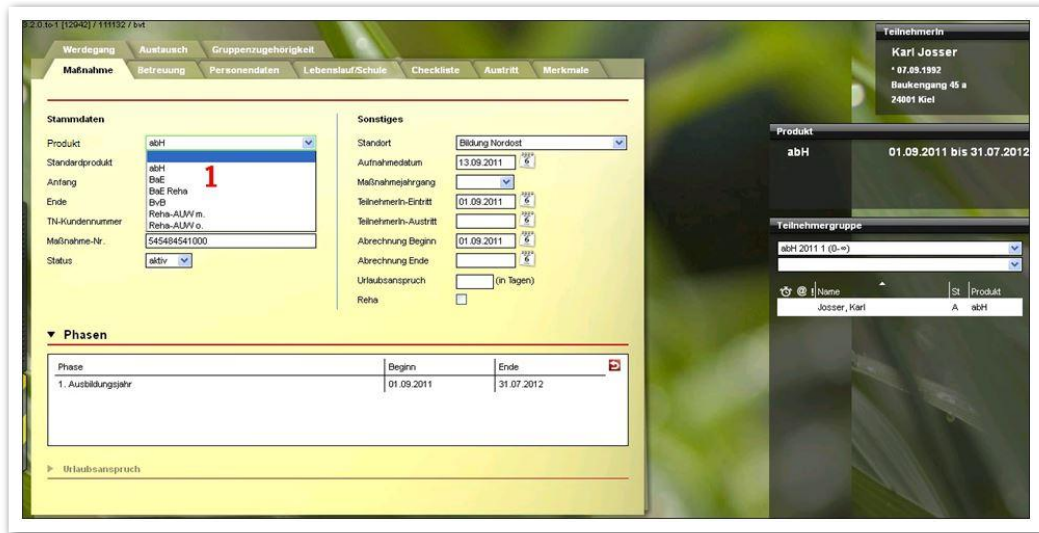 3.2.0.to-1 [12942] / 111132 / bvt
Werdegang Austausch Gruppenzugehörigkeit
Maßnahme Betreuung Personendaten Lebenslauf/Schule Checkliste Austritt Merkmale
Stammdaten
Produkt abH
Standardprodukt
abH
Anfang
BaE
BaE Reha
Ende
BvB
Reha-AUW m.
TN-Kundennummer
Reha-AUW o.
1
Maßnahme-Nr. 545484541000
Status aktiv
Sonstiges
Standort Bildung Nordost
Aufnahmedatum 13.09.2011
Maßnahmejahrgang
TeilnehmerIn-Eintritt 01.09.2011
TeilnehmerIn-Austritt
Abrechnung Beginn 01.09.2011
Abrechnung Ende
Urlaubsanspruch (in Tagen)
Reha
Phasen
Phase Beginn Ende
1. Ausbildungsjahr 01.09.2011 31.07.2012
Urlaubsanspruch
TeilnehmerIn
Karl Josser
* 07.09.1992
Baukengang 45 a
24001 Kiel
Produkt
abH 01.09.2011 bis 31.07.2012
Teilnehmergruppe
abH 2011 1 (0-∞)
@ ! Name St Produkt
Josser, Karl A abH